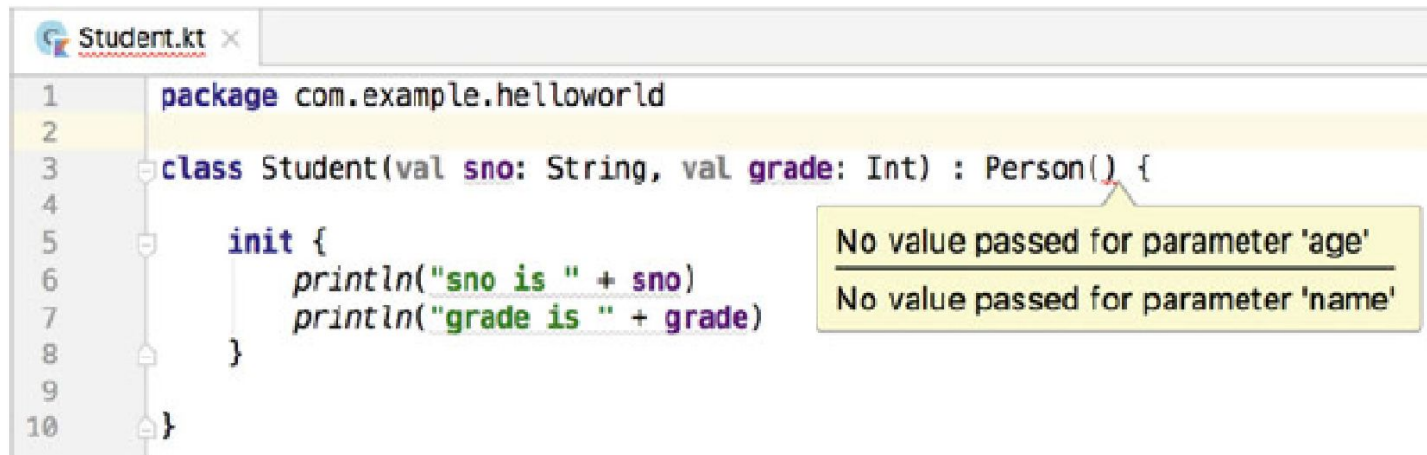 Student.kt ×
1 package com.example.helloworld
2
3 class Student(val sno: String, val grade: Int) : Person() {
4
5 init {
6 println("sno is " + sno)
7 println("grade is " + grade)
8 }
9
10 }
No value passed for parameter 'age'
No value passed for parameter 'name'